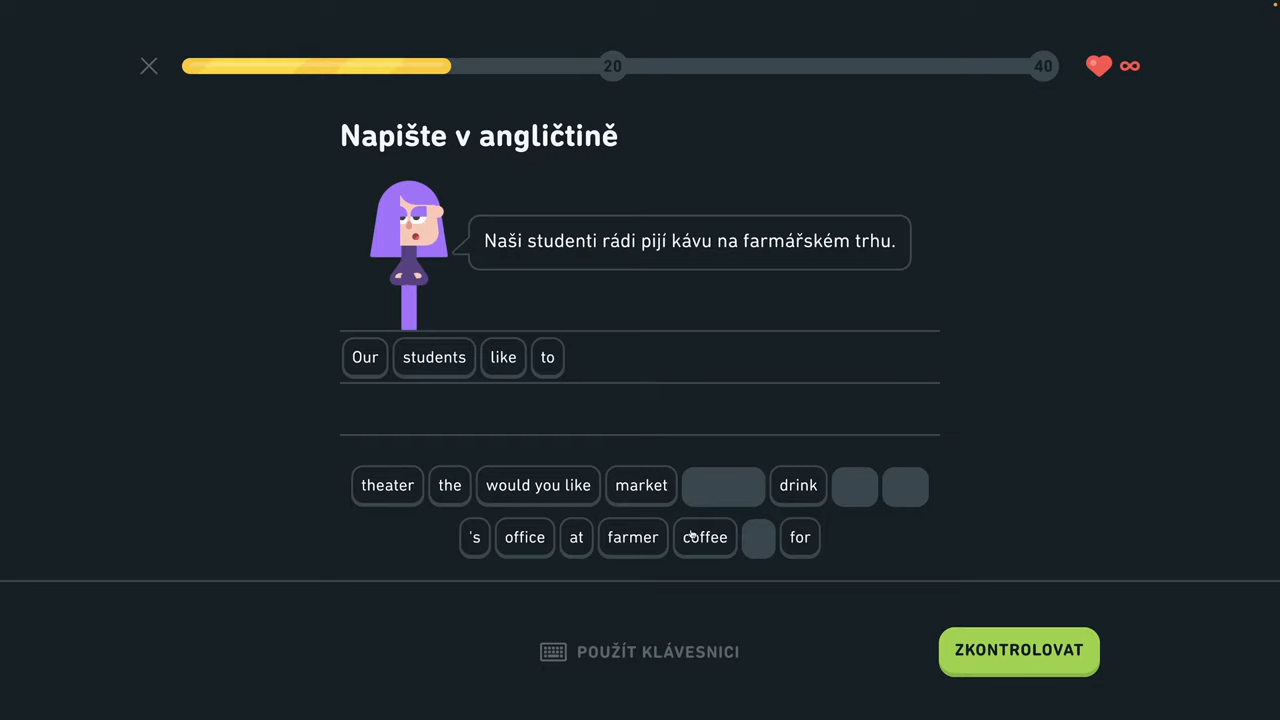 20 40 ∞
Napište v angličtině
Naši studenti rádi pijí kávu na farmářském trhu.
Our students like to
theater the would you like market drink
's office at farmer coffee for
POUŽÍT KLÁVESNICI ZKONTROLOVAT